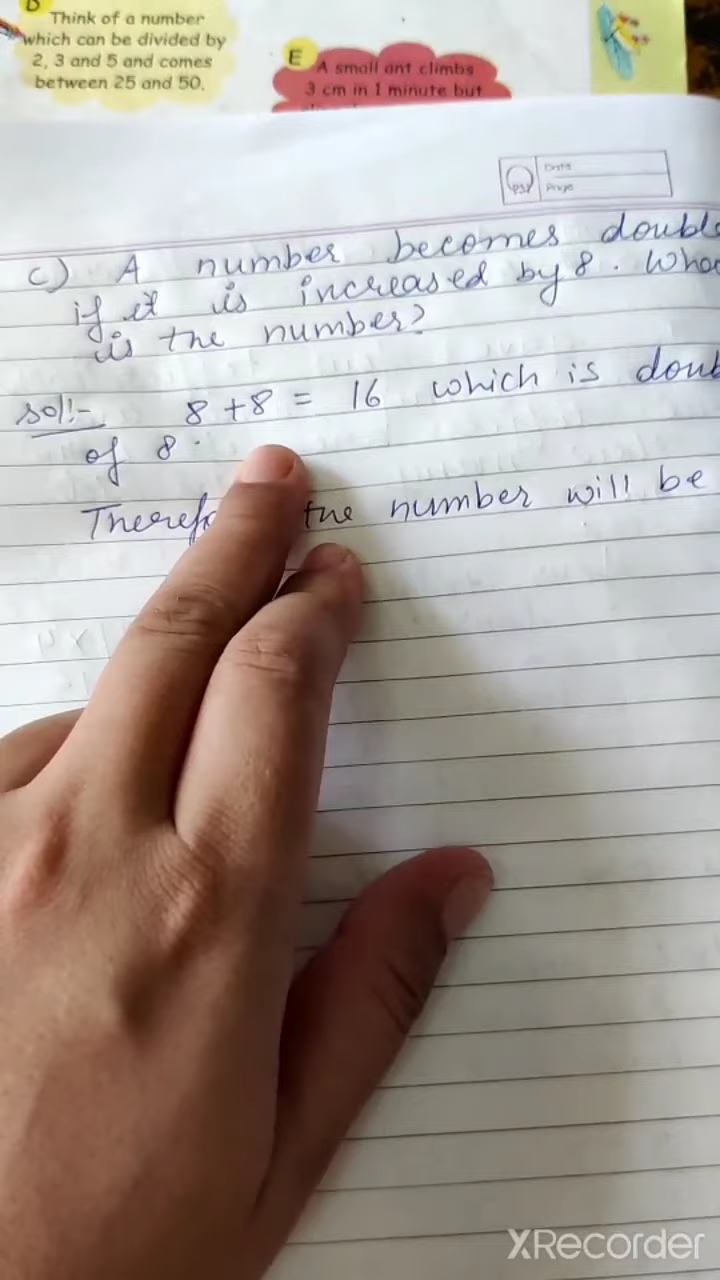 D
Think of a number
which can be divided by
2, 3 and 5 and comes
between 25 and 50.
E
A small ant climbs
3 cm in 1 minute but
Date
Page
c) A number becomes double
if it is increased by 8. What
is the number?
Sol:- 8 + 8 = 16 which is doub
of 8.
the number will be
XRecorder